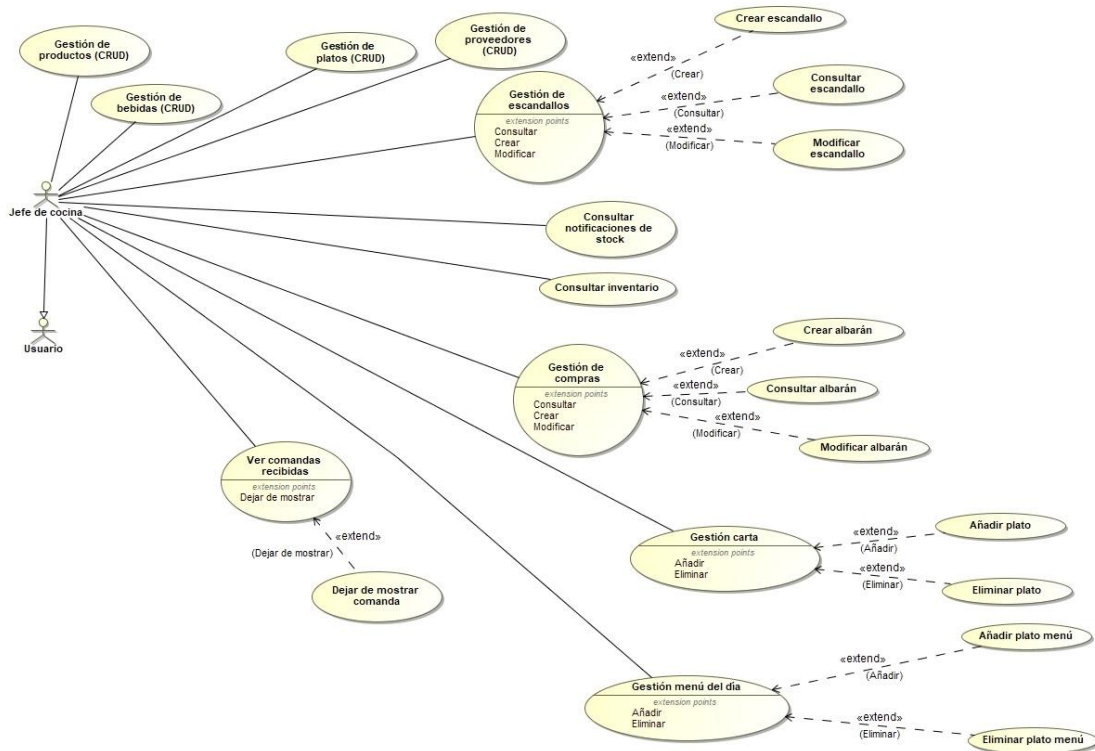 Crear escandallo
Gestión de
proveedores
(CRUD)
Gestión de
productos (CRUD)
Gestión de
platos (CRUD)
Gestión de
bebidas (CRUD)
«extend»
(Crear)
Consultar
escandallo
Gestión de
escandallos
extension points
Consultar
Crear
Modificar
«extend»
(Consultar)
«extend»
(Modificar)
Modificar
escandallo
Jefe de cocina
Consultar
notificaciones de
stock
Consultar inventario
Usuario
Crear albarán
«extend»
(Crear)
Gestión de
compras
extension points
Consultar
Crear
Modificar
«extend»
(Consultar)
Consultar albarán
«extend»
(Modificar)
Modificar albarán
Ver comandas
recibidas
extension points
Dejar de mostrar
«extend»
(Dejar de mostrar)
Dejar de mostrar
comanda
Gestión carta
extension points
Añadir
Eliminar
«extend»
(Añadir)
Añadir plato
«extend»
(Eliminar)
Eliminar plato
Gestión menú del dìa
extension points
Añadir
Eliminar
«extend»
(Añadir)
Añadir plato menú
«extend»
(Eliminar)
Eliminar plato menú